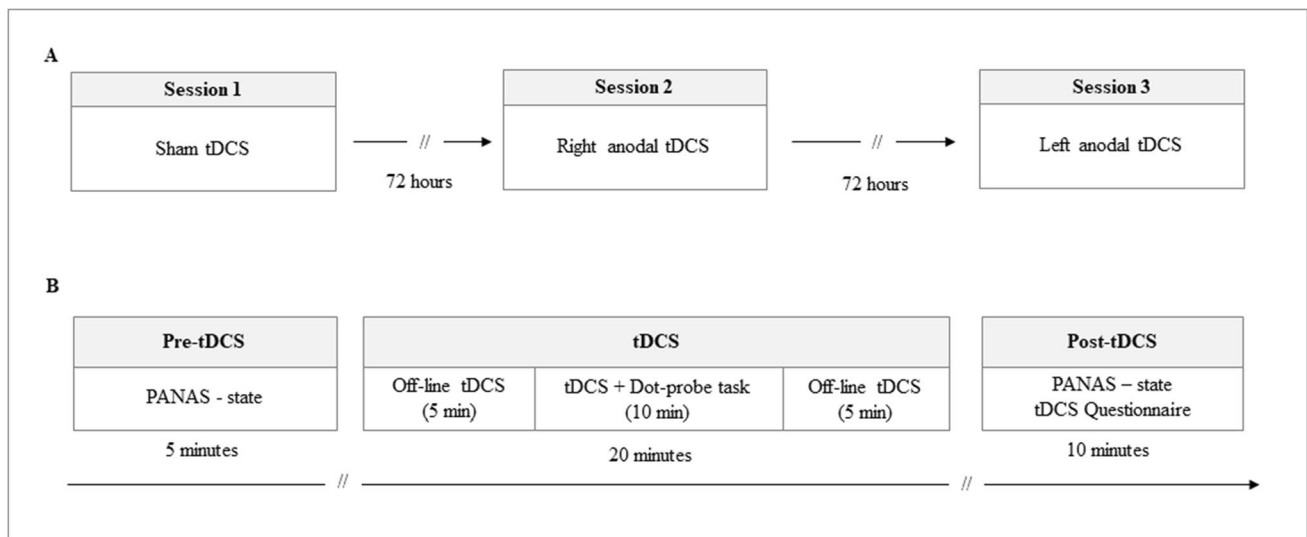 A
Session 1
Sham tDCS
//
72 hours
Session 2
Right anodal tDCS
//
72 hours
Session 3
Left anodal tDCS
B
Pre-tDCS
PANAS - state
5 minutes
tDCS
Off-line tDCS
(5 min)
tDCS + Dot-probe task
(10 min)
Off-line tDCS
(5 min)
20 minutes
Post-tDCS
PANAS – state
tDCS Questionnaire
10 minutes
//
//